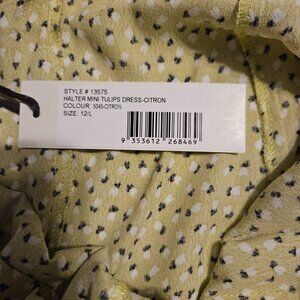 STYLE # 13575
HALTER MINI TULIPS DRESS-CITRON
COLOUR: 5045-CITRON
SIZE: 12/L
9 353612 268469